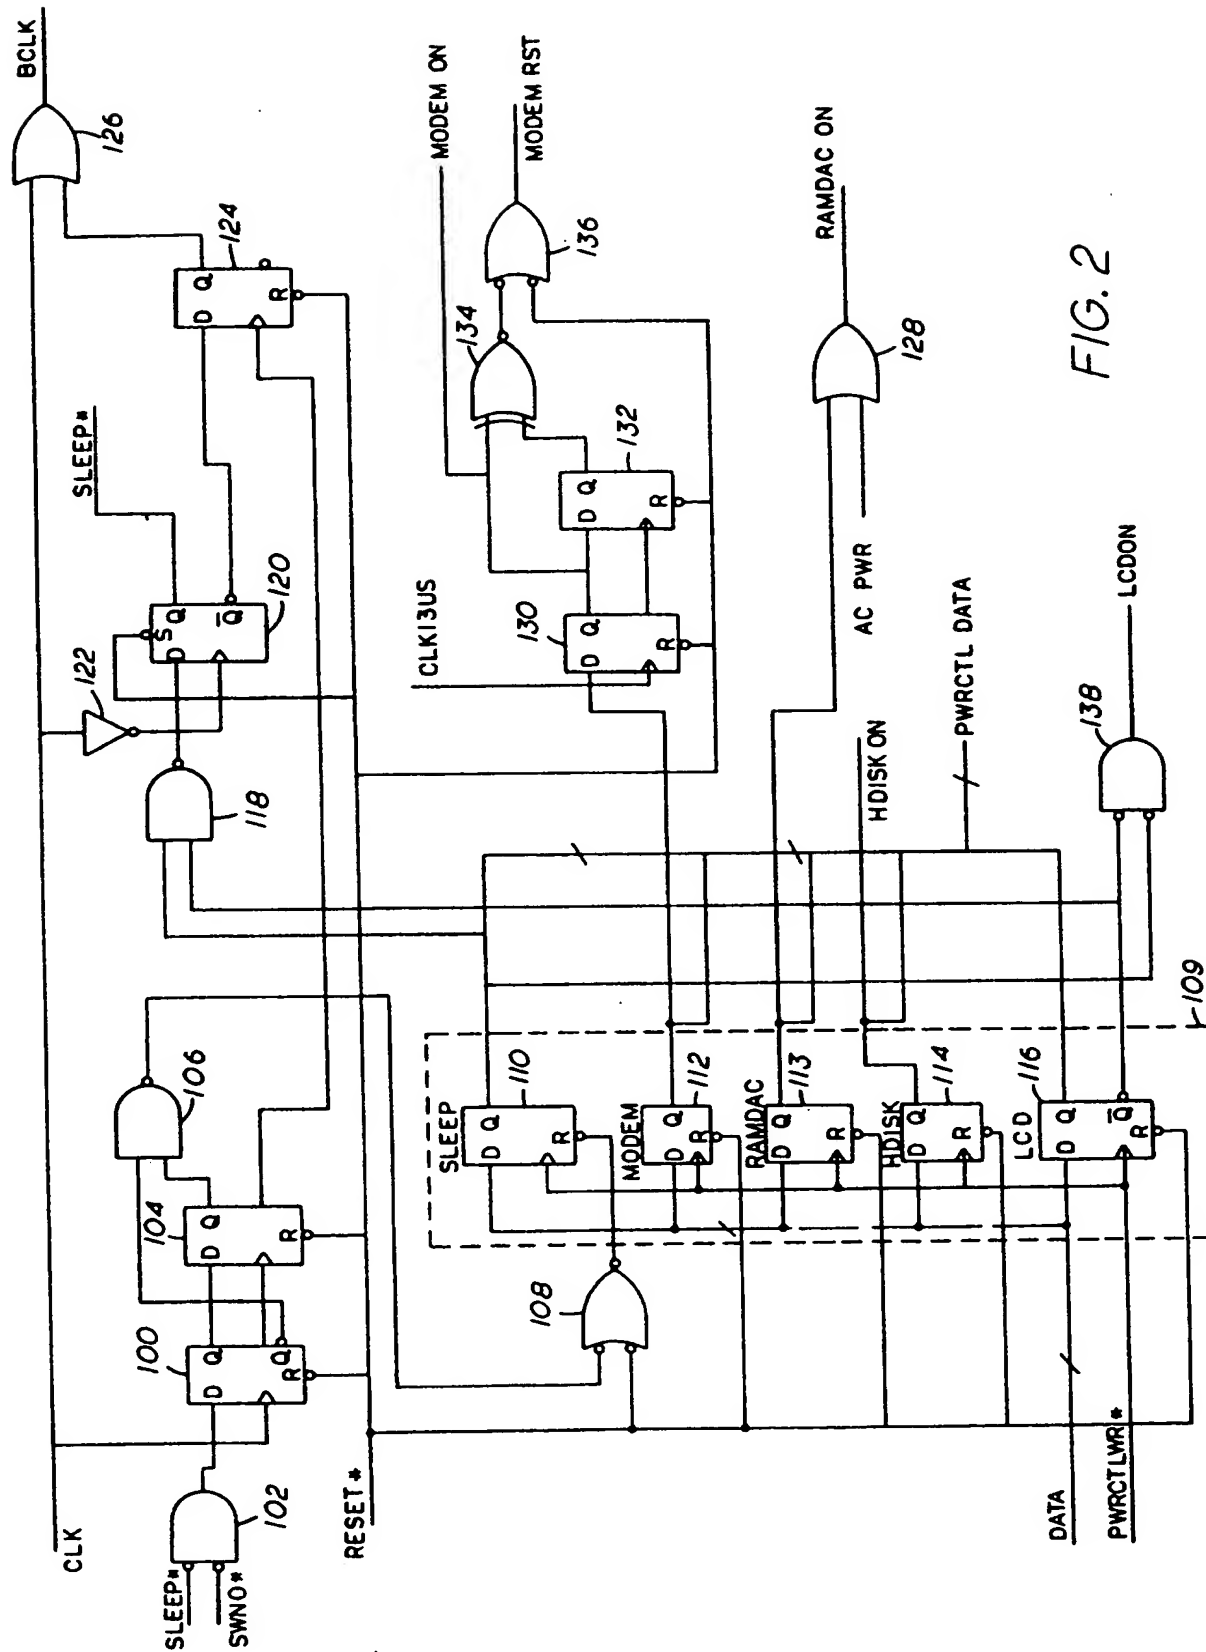 BCLK
126
CLK
SLEEP*
SWNO*
102
100
D Q
Q
R
104
D Q
R
106
118
122
SLEEP*
S
D Q
Q
120
D Q
R
124
RESET*
MODEM ON
MODEM RST
134
136
CLK13US
130
D Q
R
132
D Q
R
108
109
SLEEP
110
D Q
R
MODEM
112
D Q
R
RAMDAC
113
D Q
R
HDISK
114
D Q
R
LCD
116
D Q
Q
R
RAMDAC ON
128
AC PWR
HDISK ON
PWRCTL DATA
138
LCDON
DATA
PWRCTLWR*
FIG. 2